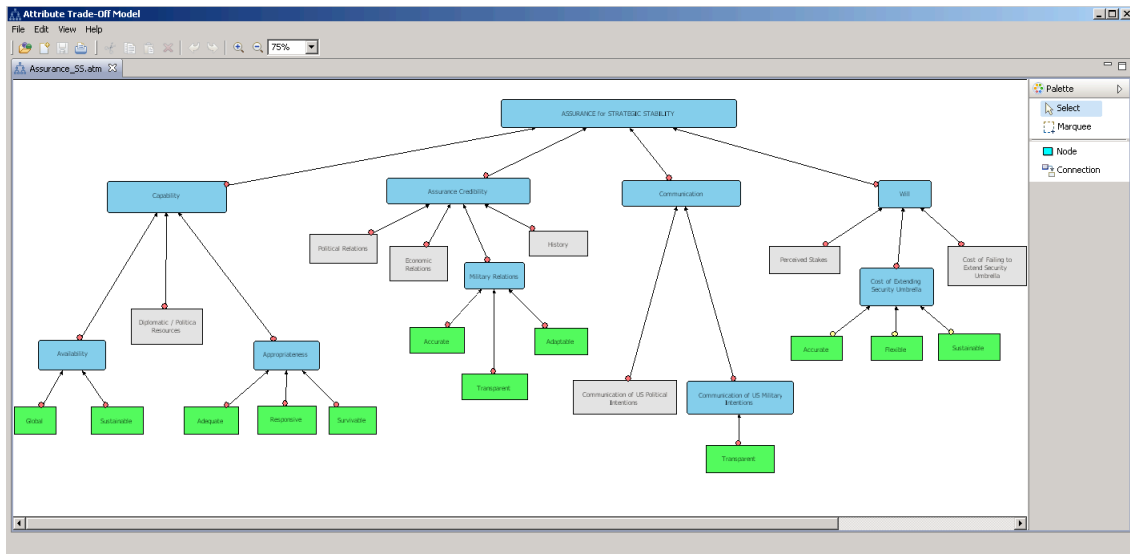 Attribute Trade-Off Model
File Edit View Help
75%
Assurance_SS.atm
Palette
Select
Marquee
Node
Connection
ASSURANCE for STRATEGIC STABILITY
Capability
Assurance Credibility
Communication
Will
Political Relations
Economic
Relations
History
Military Relations
Perceived Stakes
Cost of Failing to
Extend Security
Umbrella
Cost of Extending
Security Umbrella
Diplomatic / Politica
Resources
Accurate
Adaptable
Transparent
Accurate
Flexible
Sustainable
Availability
Appropriateness
Communication of US Political
Intentions
Communication of US Military
Intentions
Global
Sustainable
Adequate
Responsive
Survivable
Transparent